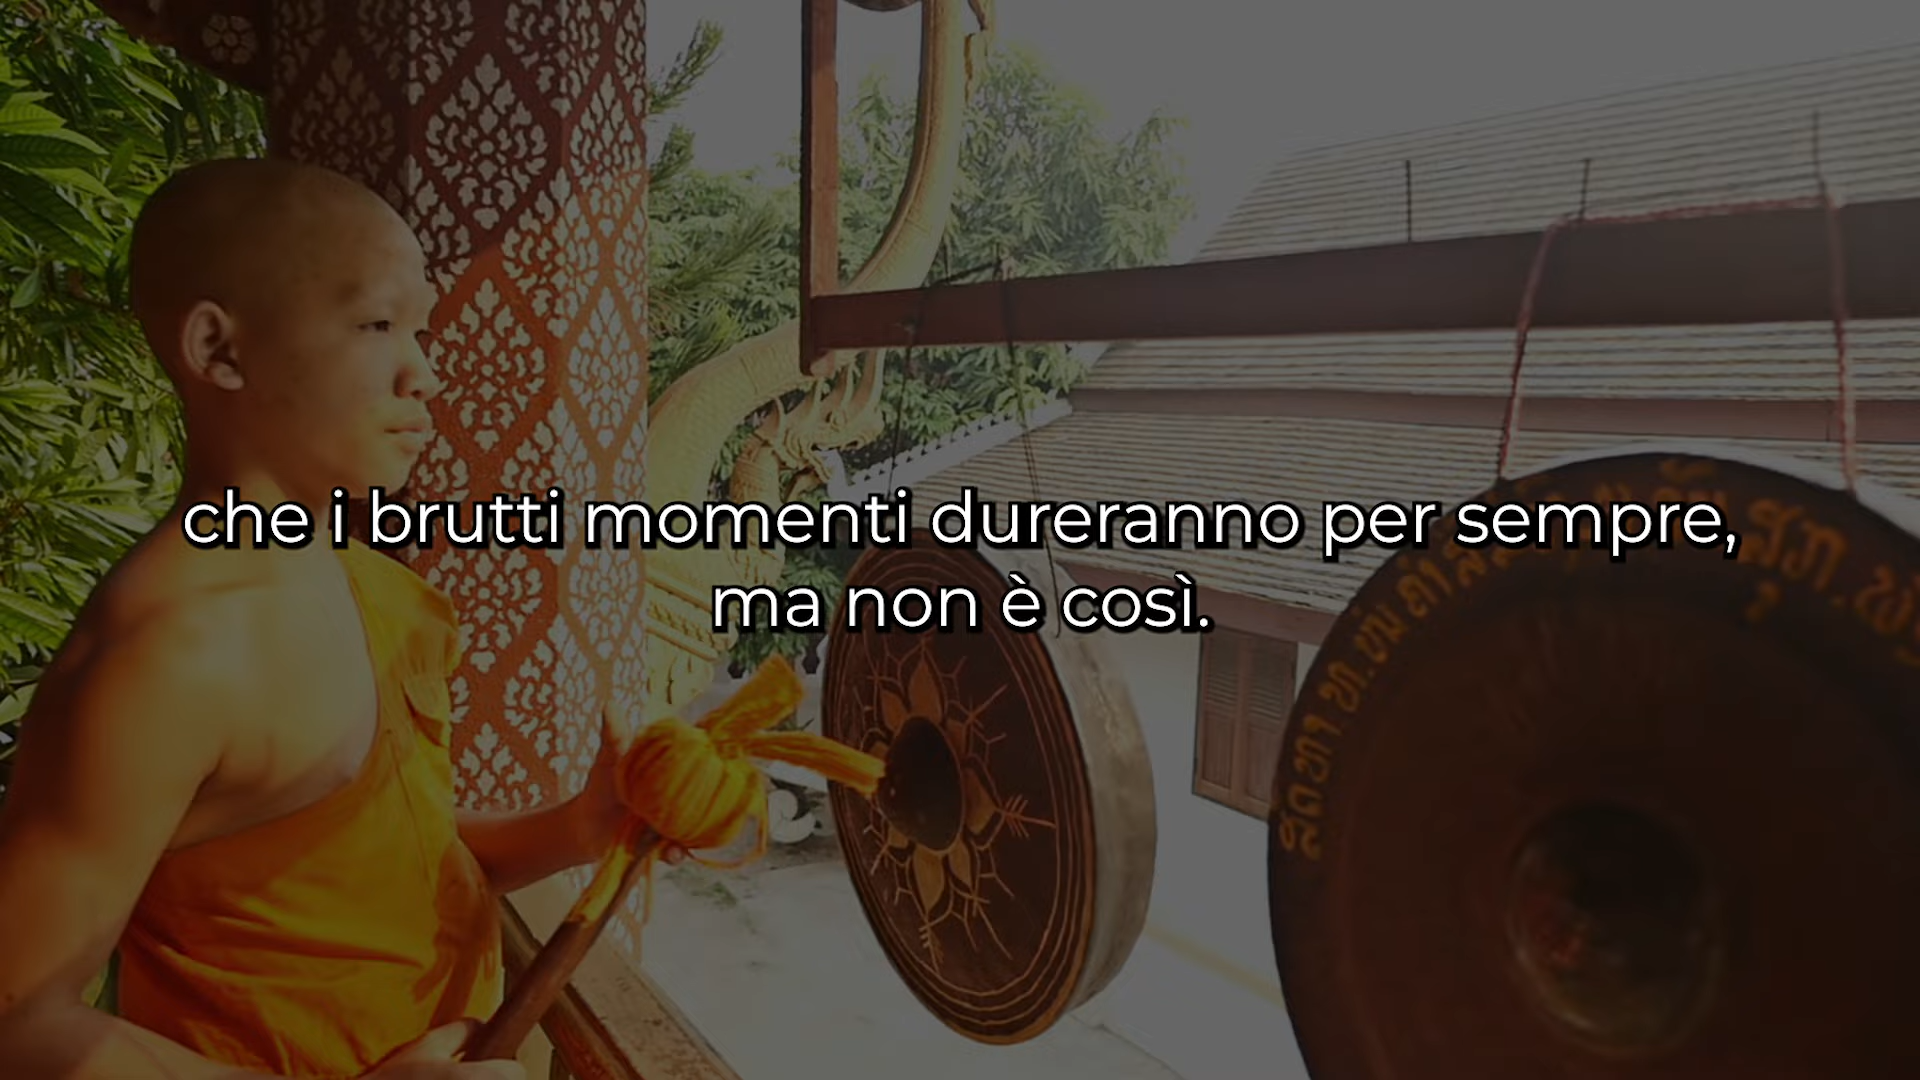 che i brutti momenti dureranno per sempre,
ma non è così.